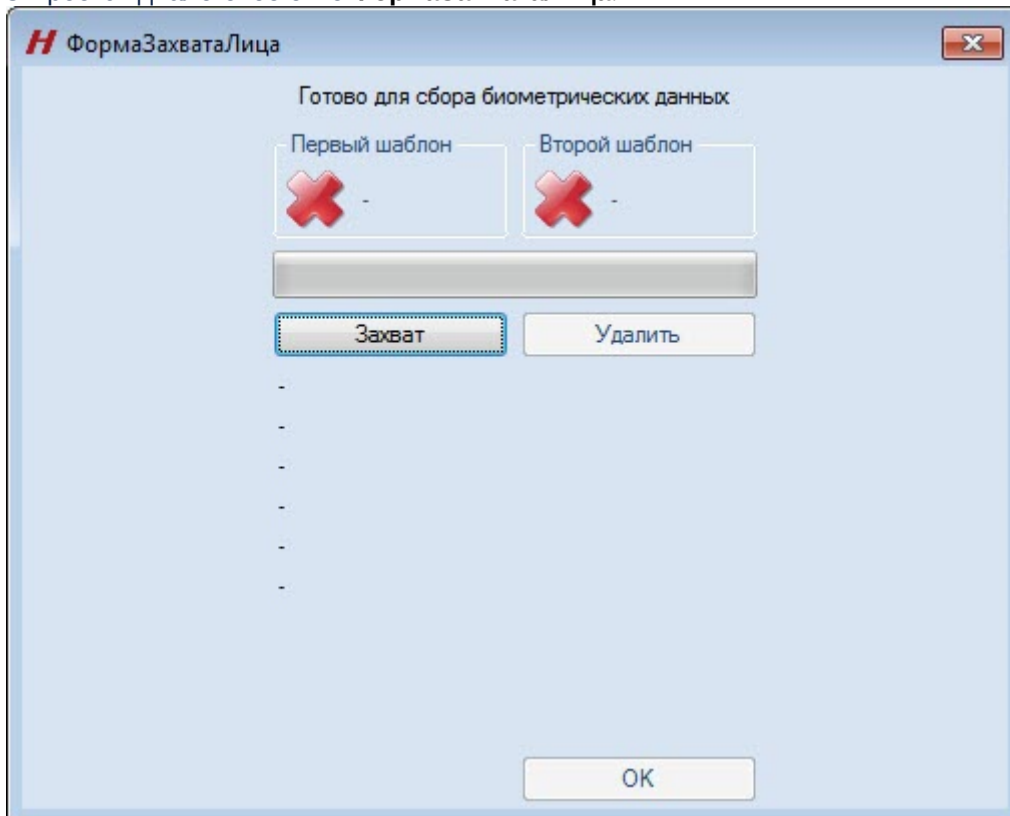 ФормаЗахватаЛица
Готово для сбора биометрических данных
Первый шаблон Второй шаблон
- -
Захват Удалить
-
-
-
-
-
-
OK